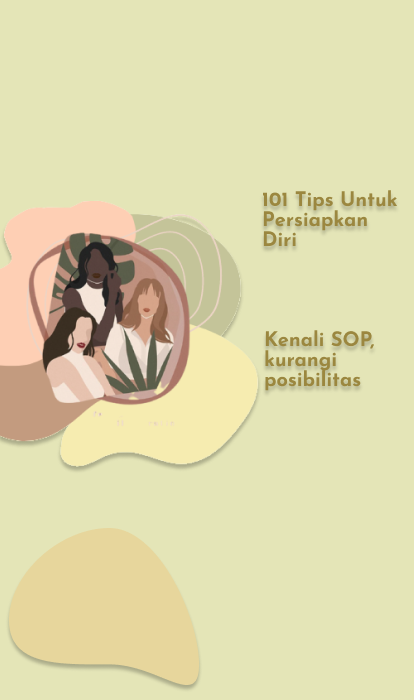 101 Tips Untuk
Persiapkan
Diri
Kenali SOP,
kurangi
posibilitas